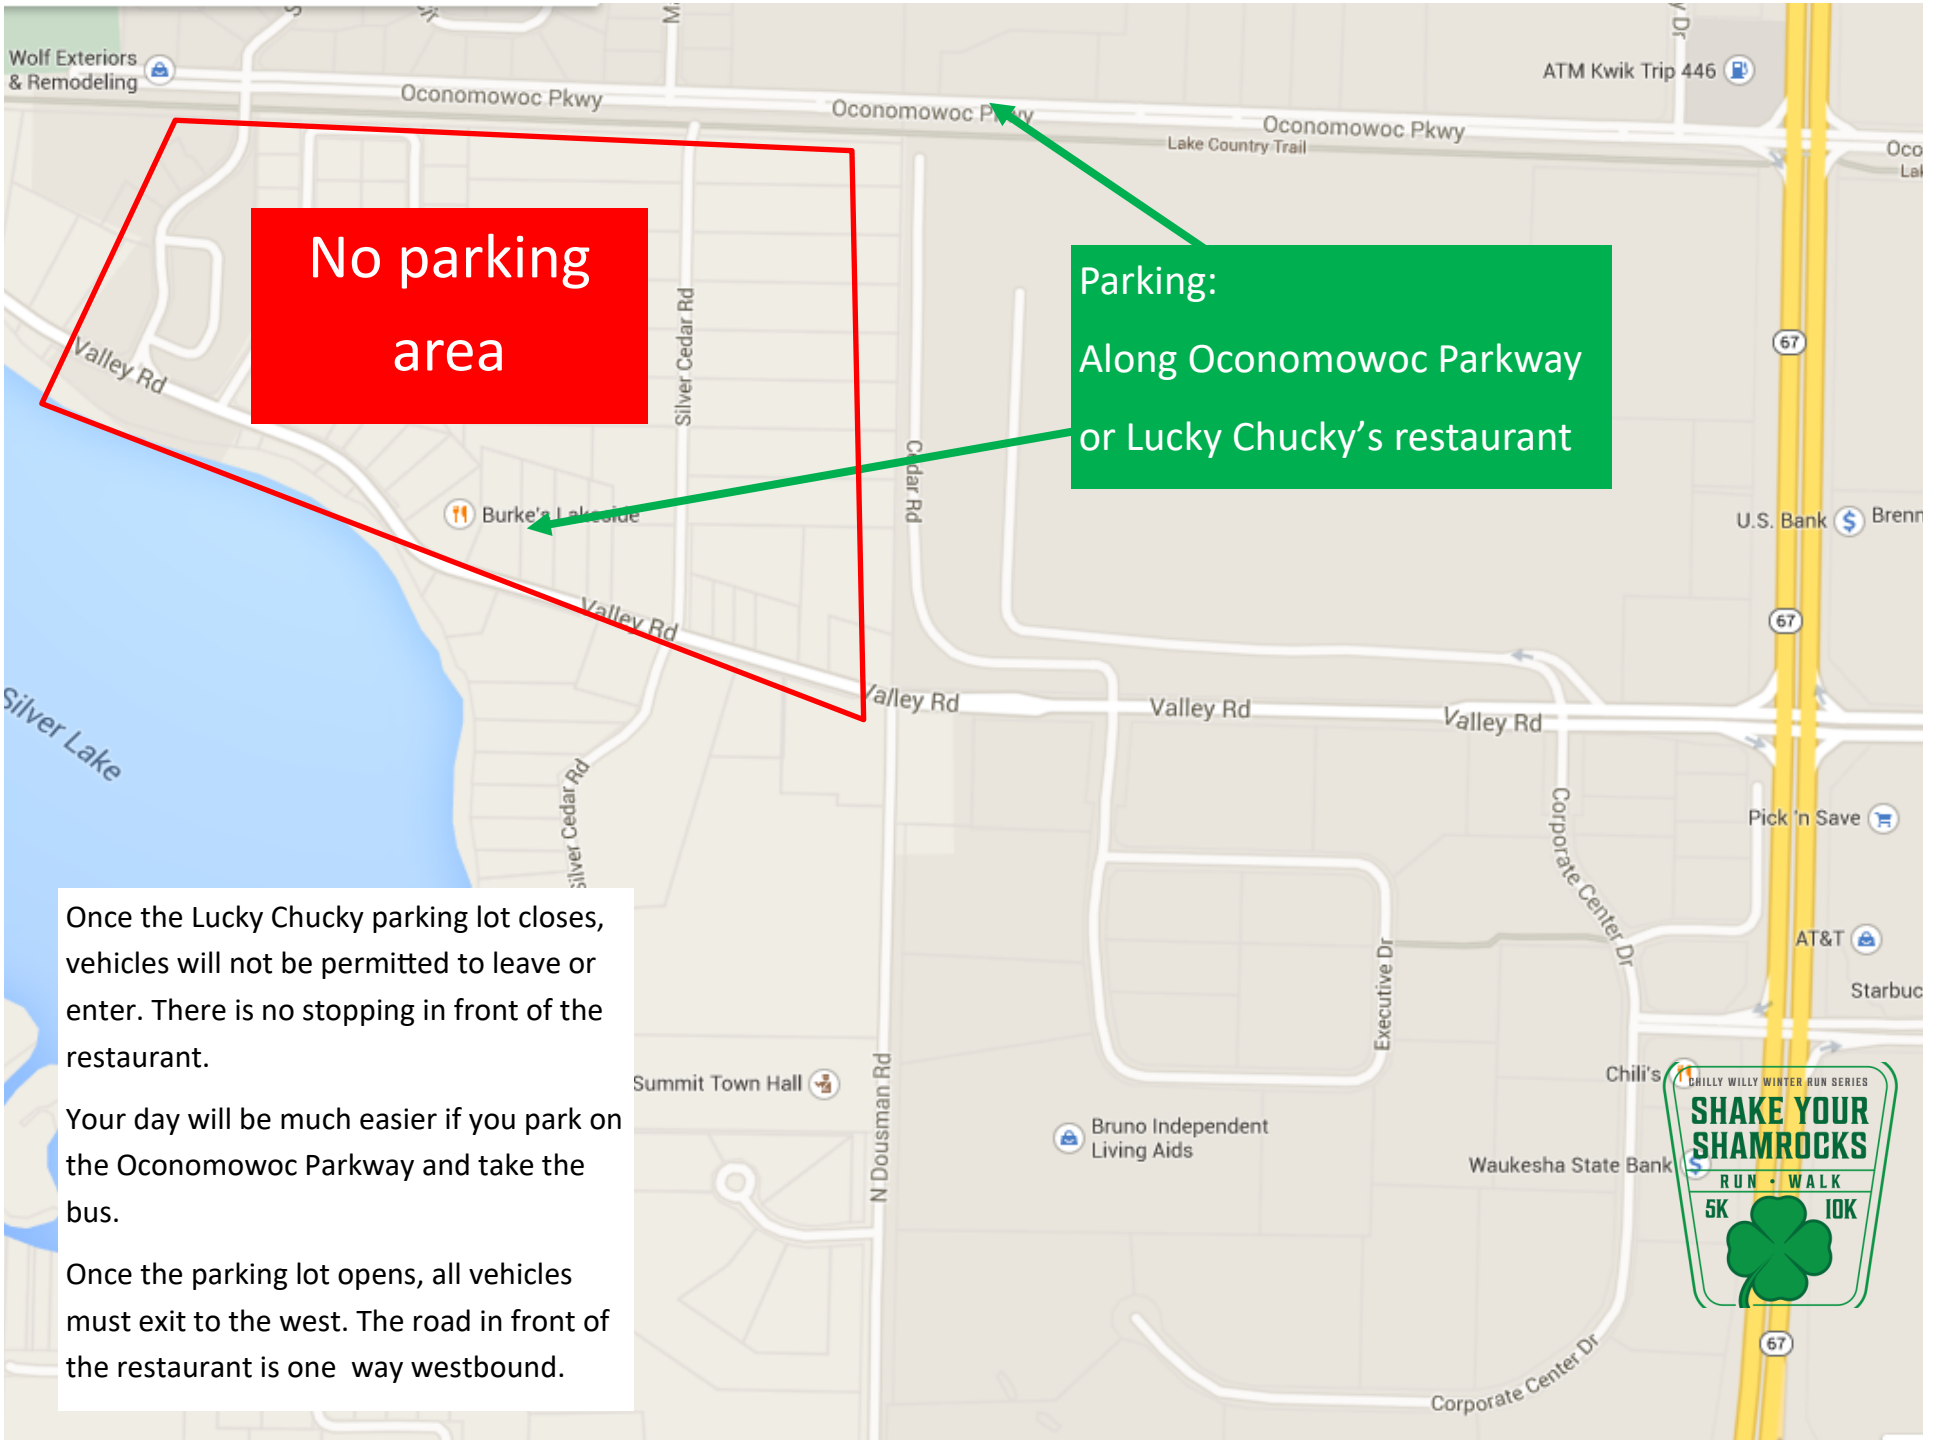 Wolf Exteriors
& Remodeling
Oconomowoc Pkwy
Oconomowoc Pkwy
Oconomowoc Pkwy
Lake Country Trail
ATM Kwik Trip 446
y Dr
Oco
Lak
No parking
area
Parking:
Along Oconomowoc Parkway
or Lucky Chucky’s restaurant
67
Valley Rd
Silver Cedar Rd
Cedar Rd
Burke's Lakeside
U.S. Bank
Brenn
67
Valley Rd
Valley Rd
Valley Rd
Valley Rd
Silver Lake
Silver Cedar Rd
Corporate Center Dr
Pick 'n Save
AT&T
Starbuc
Executive Dr
Once the Lucky Chucky parking lot closes,
vehicles will not be permitted to leave or
enter. There is no stopping in front of the
restaurant.
Your day will be much easier if you park on
the Oconomowoc Parkway and take the
bus.
Once the parking lot opens, all vehicles
must exit to the west. The road in front of
the restaurant is one  way westbound.
Summit Town Hall
N Dousman Rd
Bruno Independent
Living Aids
Chili's
Waukesha State Bank
CHILLY WILLY WINTER RUN SERIES
SHAKE YOUR
SHAMROCKS
RUN • WALK
5K 10K
67
Corporate Center Dr